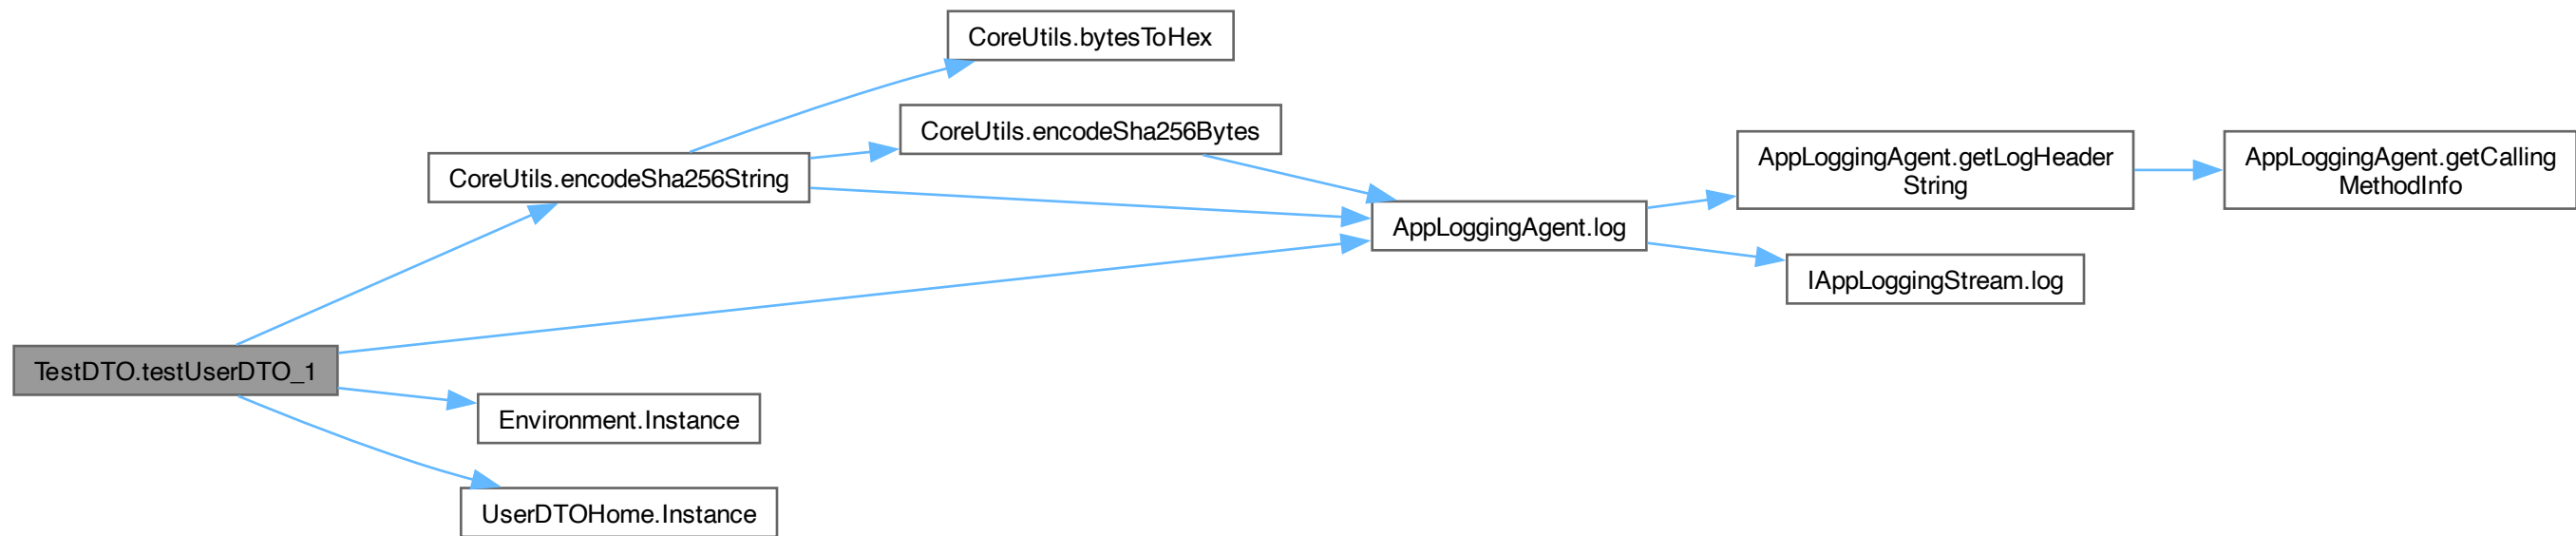 CoreUtils.bytesToHex
CoreUtils.encodeSha256Bytes
CoreUtils.encodeSha256String
AppLoggingAgent.getLogHeader
String
AppLoggingAgent.getCalling
MethodInfo
AppLoggingAgent.log
IAppLoggingStream.log
TestDTO.testUserDTO_1
Environment.Instance
UserDTOHome.Instance